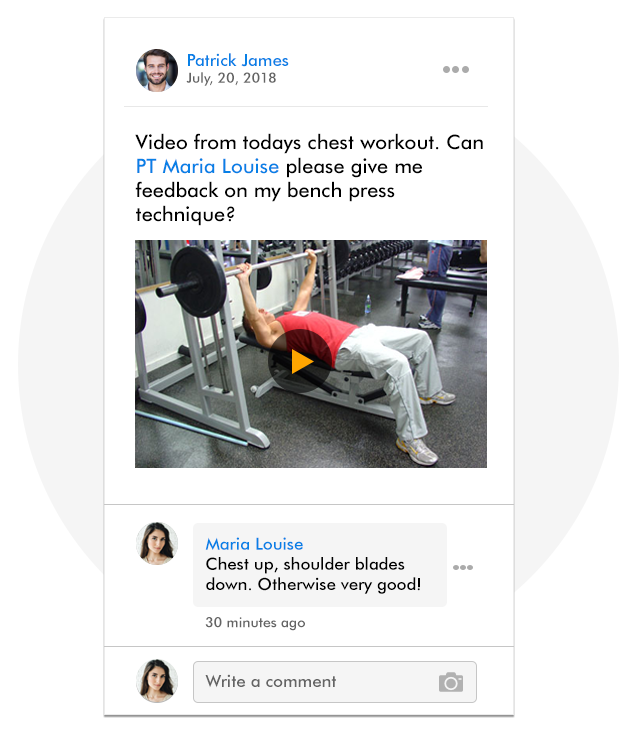 Patrick James
July, 20, 2018
Video from todays chest workout. Can
PT Maria Louise please give me
feedback on my bench press
technique?
Maria Louise
Chest up, shoulder blades
down. Otherwise very good!
30 minutes ago
Write a comment